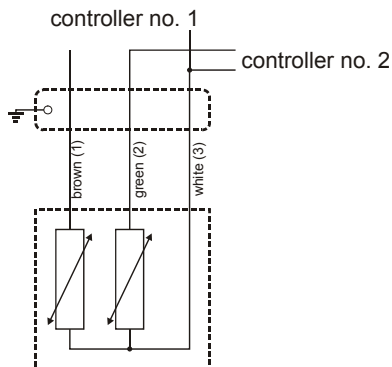 controller no. 1
controller no. 2
brown (1)
green (2)
white (3)